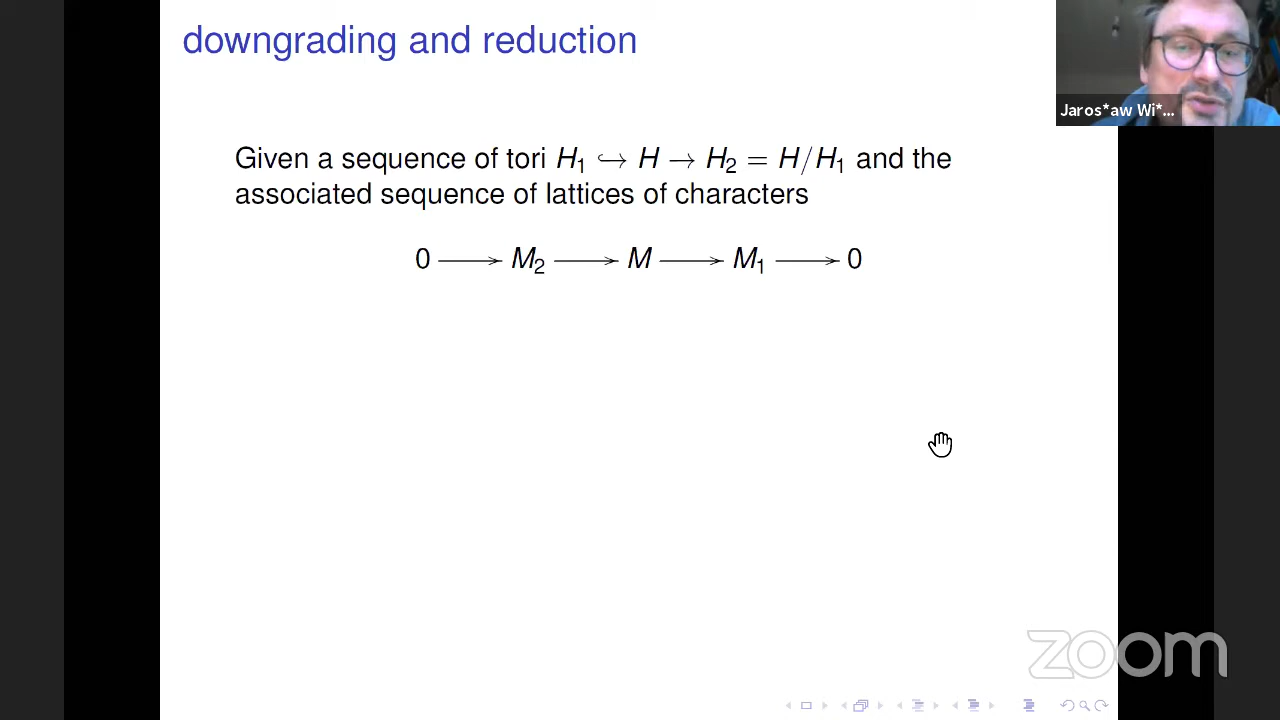 downgrading and reduction
Jaros*aw Wi*...
Given a sequence of tori H₁ ↪ H → H₂ = H/H₁ and the
associated sequence of lattices of characters
0 ⟶ M₂ ⟶ M ⟶ M₁ ⟶ 0
zoom